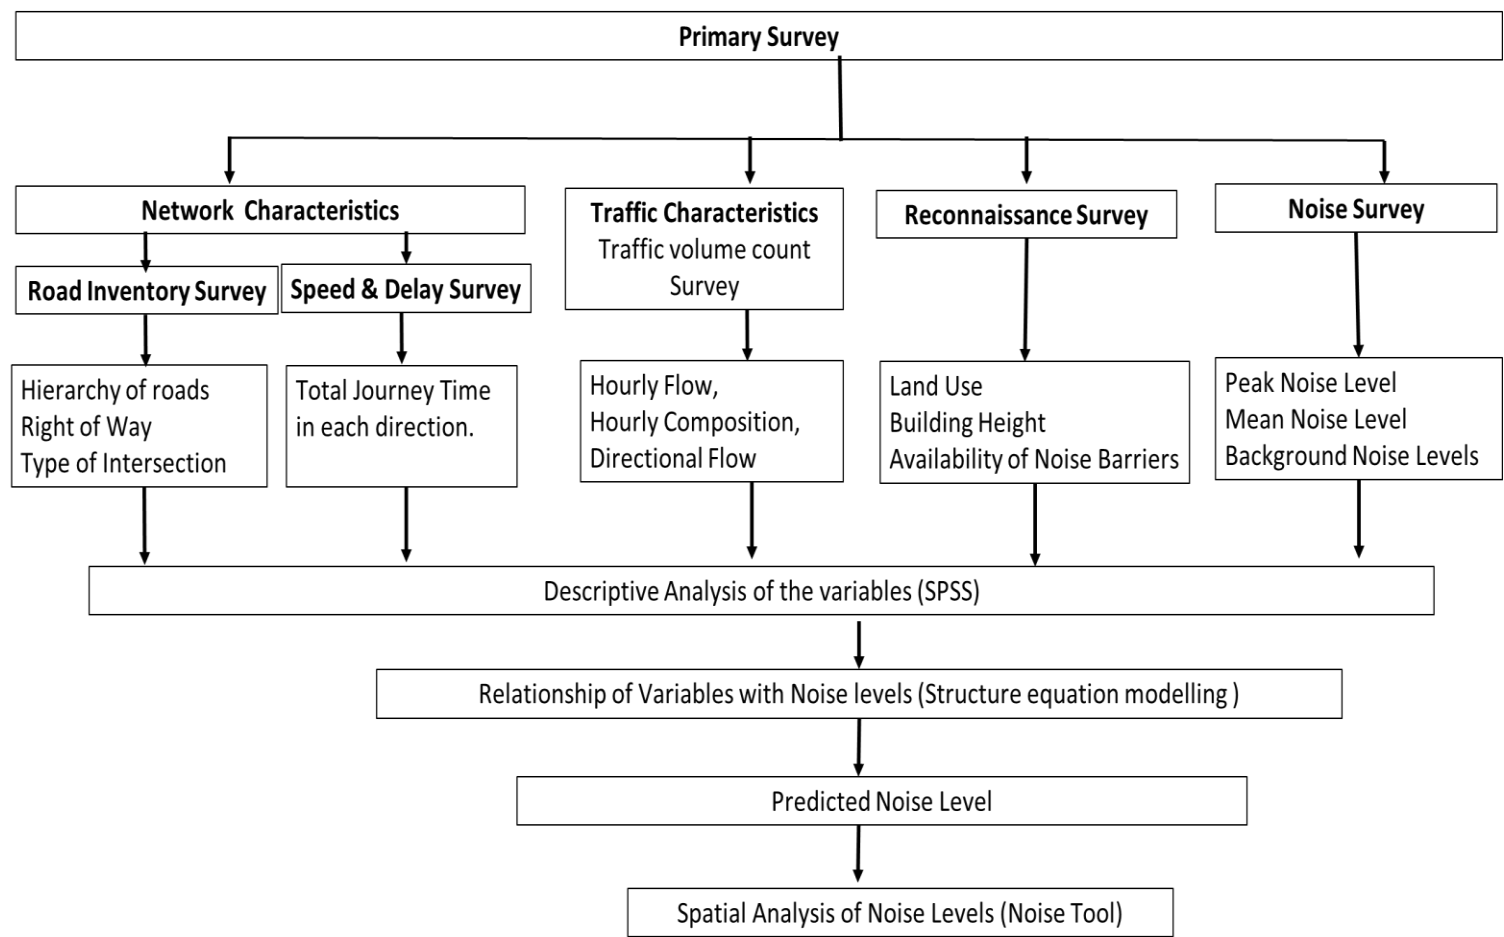 Primary Survey
Network Characteristics
Traffic Characteristics
Traffic volume count
Survey
Reconnaissance Survey
Noise Survey
Road Inventory Survey
Speed & Delay Survey
Hierarchy of roads
Right of Way
Type of Intersection
Total Journey Time
in each direction.
Hourly Flow,
Hourly Composition,
Directional Flow
Land Use
Building Height
Availability of Noise Barriers
Peak Noise Level
Mean Noise Level
Background Noise Levels
Descriptive Analysis of the variables (SPSS)
Relationship of Variables with Noise levels (Structure equation modelling )
Predicted Noise Level
Spatial Analysis of Noise Levels (Noise Tool)